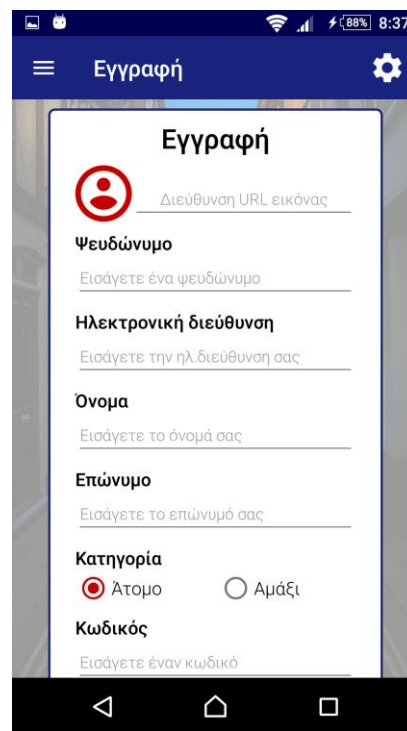 88% 8:37
Εγγραφή
Εγγραφή
Διεύθυνση URL εικόνας
Ψευδώνυμο
Εισάγετε ένα ψευδώνυμο
Ηλεκτρονική διεύθυνση
Εισάγετε την ηλ.διεύθυνση σας
Όνομα
Εισάγετε το όνομά σας
Επώνυμο
Εισάγετε το επώνυμό σας
Κατηγορία
Άτομο Αμάξι
Κωδικός
Εισάγετε έναν κωδικό